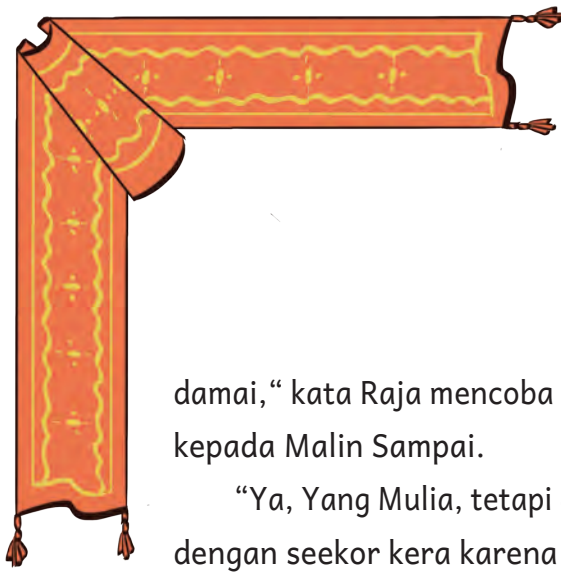 damai,“ kata Raja mencoba
kepada Malin Sampai.
“Ya, Yang Mulia, tetapi
dengan seekor kera karena